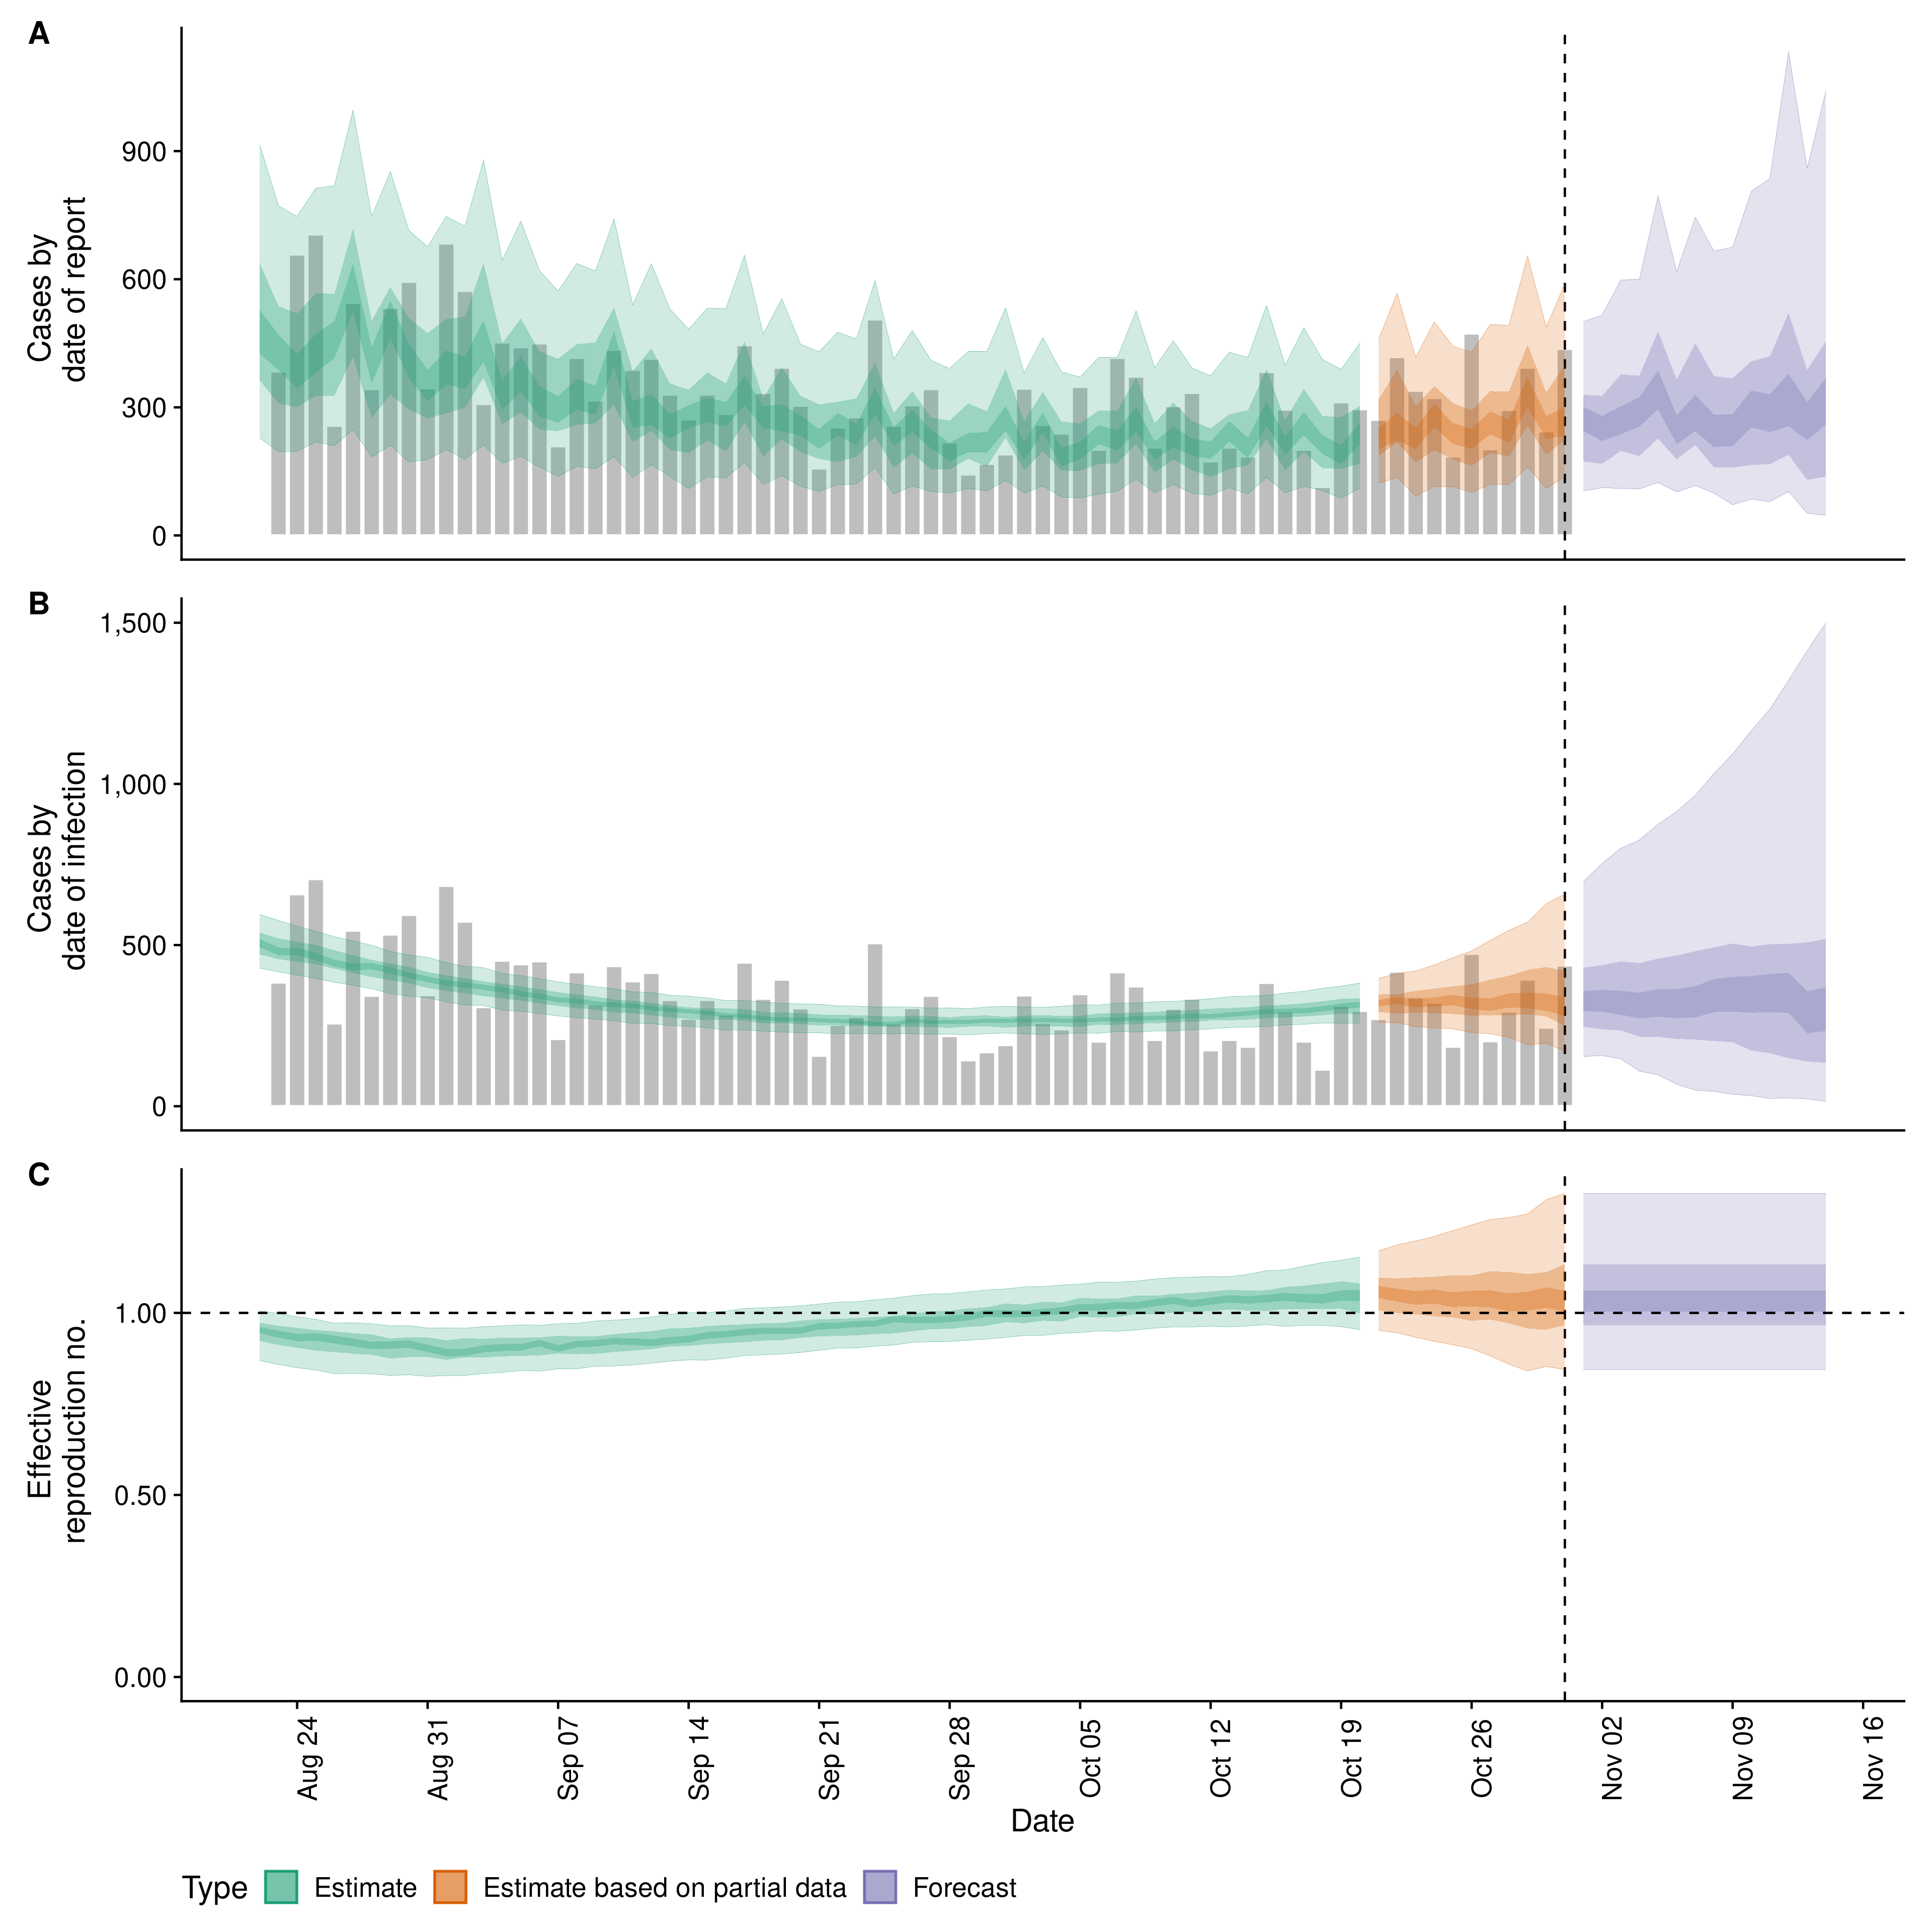 A
Cases by
date of report
900
600
300
0
B
Cases by
date of infection
1,500
1,000
500
0
C
Effective
reproduction no.
1.00
0.50
0.00
Aug 24
Aug 31
Sep 07
Sep 14
Sep 21
Sep 28
Oct 05
Oct 12
Oct 19
Oct 26
Nov 02
Nov 09
Nov 16
Date
Type Estimate Estimate based on partial data Forecast